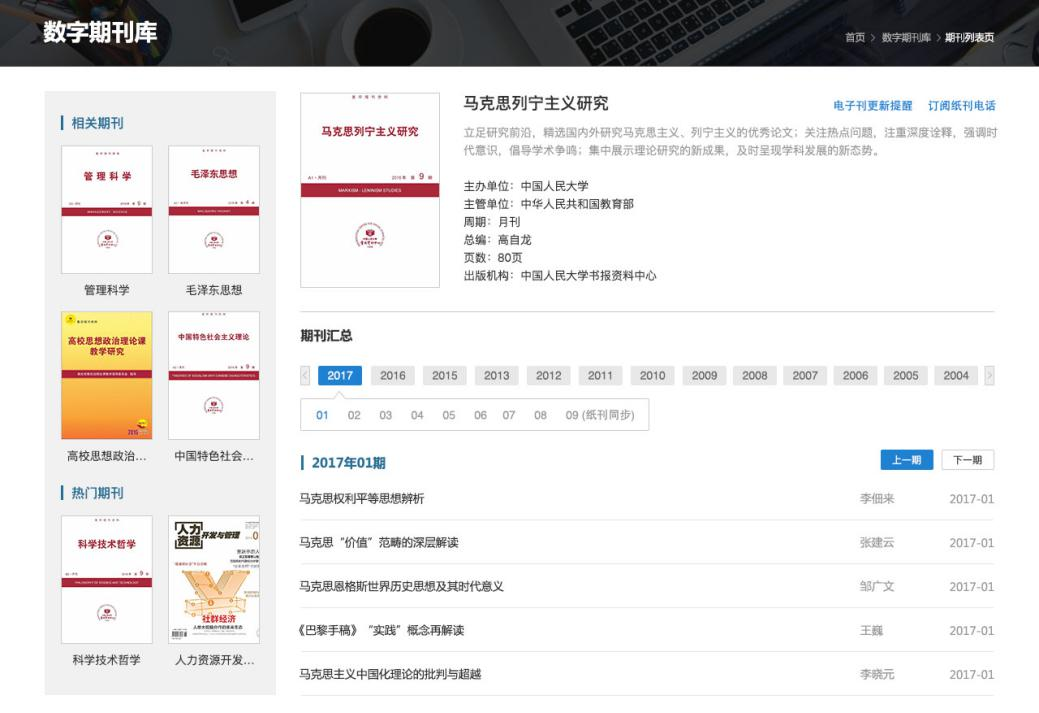 数字期刊库
首页 > 数字期刊库 > 期刊列表页
相关期刊
管理科学
MANAGEMENT SCIENCE
管理科学
毛泽东思想
毛泽东思想
高校思想政治理论课
教学研究
2016
高校思想政治…
中国特色社会主义理论
中国特色社会…
热门期刊
科学技术哲学
科学技术哲学
人力
资源
开发与管理
社群经济
人力资源开发…
马克思列宁主义研究
A1·月刊
2016年 第9期
MARXISM · LENINISM STUDIES
马克思列宁主义研究
电子刊更新提醒 订阅纸刊电话
立足研究前沿，精选国内外研究马克思主义、列宁主义的优秀论文；关注热点问题，注重深度诠释，强调时
代意识，倡导学术争鸣；集中展示理论研究的新成果，及时呈现学科发展的新态势。
主办单位：中国人民大学
主管单位：中华人民共和国教育部
周期：月刊
总编：高自龙
页数：80页
出版机构：中国人民大学书报资料中心
期刊汇总
< 2017 2016 2015 2013 2012 2011 2010 2009 2008 2007 2006 2005 2004 >
01 02 03 04 05 06 07 08 09 (纸刊同步)
2017年01期
上一期 下一期
马克思权利平等思想辨析 李佃来 2017-01
马克思“价值”范畴的深层解读 张建云 2017-01
马克思恩格斯世界历史思想及其时代意义 邹广文 2017-01
《巴黎手稿》“实践”概念再解读 王巍 2017-01
马克思主义中国化理论的批判与超越 李晓元 2017-01